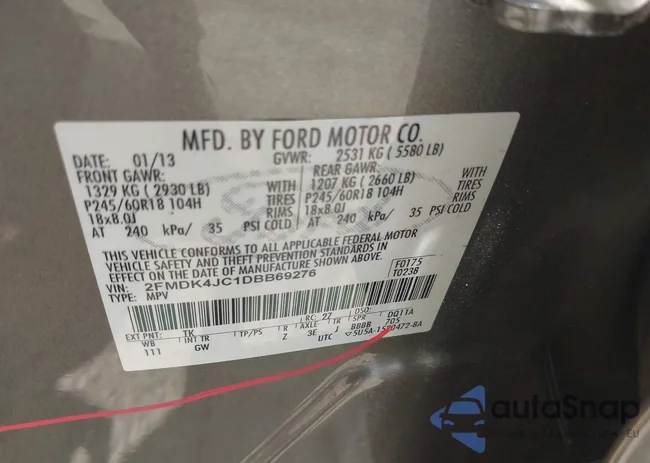 MFD. BY FORD MOTOR CO.
DATE: 01/13 GVWR: 2531 KG ( 5580 LB)
FRONT GAWR: REAR GAWR:
1329 KG ( 2930 LB) WITH 1207 KG ( 2660 LB) WITH
P245/60R18 104H TIRES P245/60R18 104H TIRES
18x8.0J RIMS 18x8.0J RIMS
AT 240 kPa/ 35 PSI COLD AT 240 kPa/ 35 PSI COLD
THIS VEHICLE CONFORMS TO ALL APPLICABLE FEDERAL MOTOR
VEHICLE SAFETY AND THEFT PREVENTION STANDARDS IN
EFFECT ON THE DATE OF MANUFACTURE SHOWN ABOVE.
VIN: 2FMDK4JC1DBB69276 F0175
TYPE: MPV T0238
EXT PNT: TK RC: 27 DSO:
WB INT TR TP/PS R AXLE TR SPR DQ11A
111 GW Z 3E J BBBB 705
UTC
autoSnap